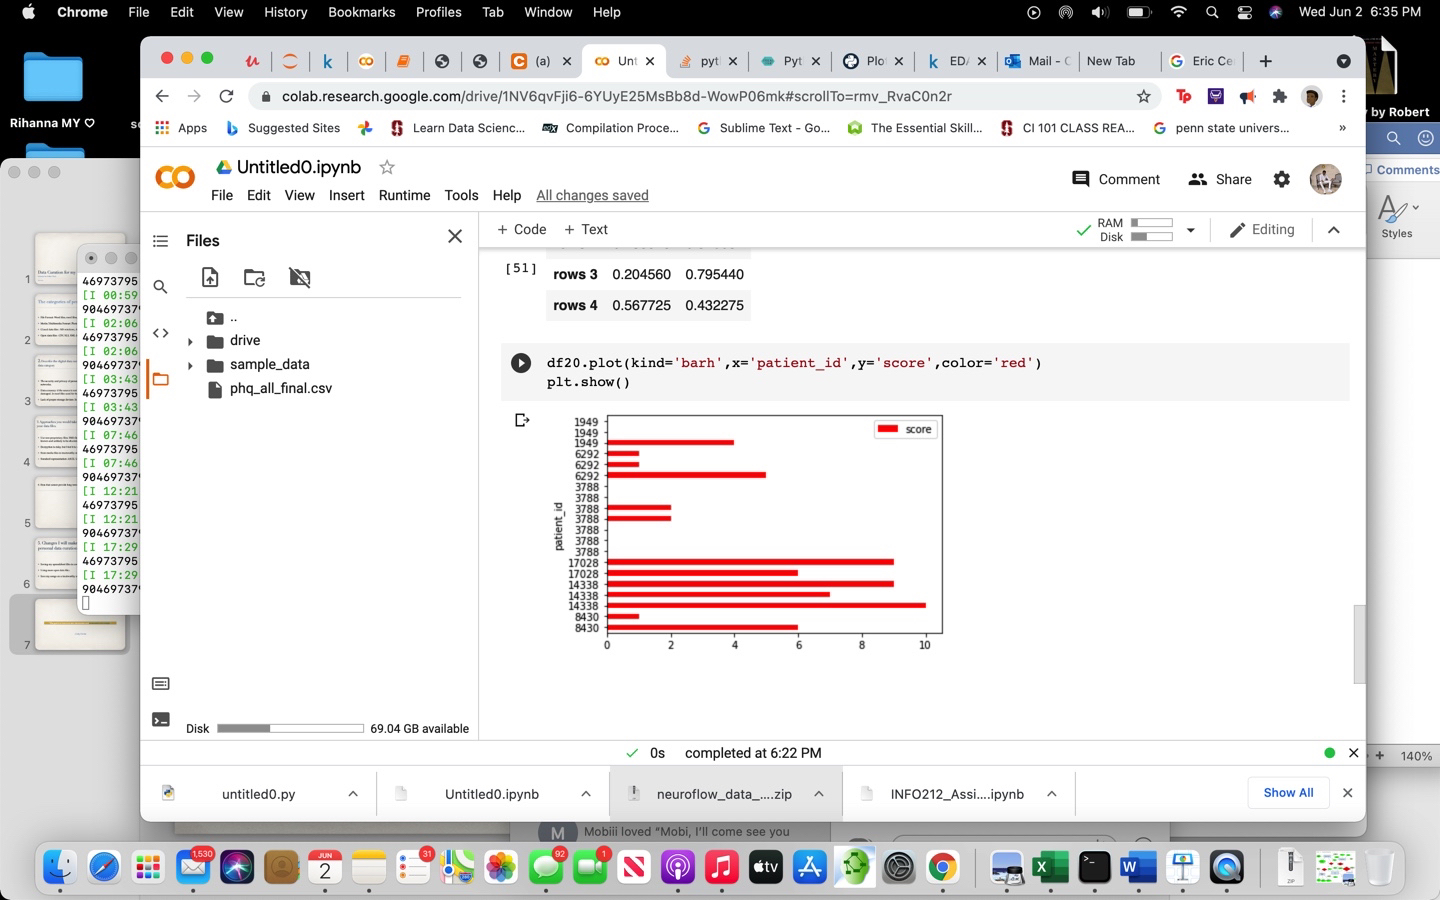 Chrome File Edit View History Bookmarks Profiles Tab Window Help Wed Jun 2 6:35 PM
Rihanna MY ♡
by Robert
(a) Unt pyt Pyt Plo EDA Mail - New Tab Eric Ce
colab.research.google.com/drive/1NV6qvFji6-6YUyE25MsBb8d-WowP06mk#scrollTo=rmv_RvaC0n2r
Apps Suggested Sites Learn Data Scienc... Compilation Proce... Sublime Text - Go... The Essential Skill... CI 101 CLASS REA... penn state univers... »
Untitled0.ipynb
File Edit View Insert Runtime Tools Help All changes saved
Comment Share
Comments
Styles
Files
+ Code + Text
RAM
Disk
Editing
..
drive
sample_data
phq_all_final.csv
[51] rows 3 0.204560 0.795440
rows 4 0.567725 0.432275
df20.plot(kind='barh',x='patient_id',y='score',color='red')
plt.show()
score
patient_id
1949
1949
1949
6292
6292
6292
3788
3788
3788
3788
3788
3788
3788
17028
17028
14338
14338
14338
8430
8430
0 2 4 6 8 10
1
2
3
4
5
6
7
46973795
[I 00:59
90469737
[I 02:06
46973795
[I 02:06
90469737
[I 03:43
46973795
[I 03:43
90469737
[I 07:46
46973795
[I 07:46
90469737
[I 12:21
46973795
[I 12:21
90469737
[I 17:29
46973795
[I 17:29
90469737
Disk 69.04 GB available
0s completed at 6:22 PM
140%
untitled0.py Untitled0.ipynb neuroflow_data_....zip INFO212_Assi....ipynb Show All
M Mobiii loved “Mobi, I’ll come see you
1,530
JUN
2
31
92
1
tv
ZIP